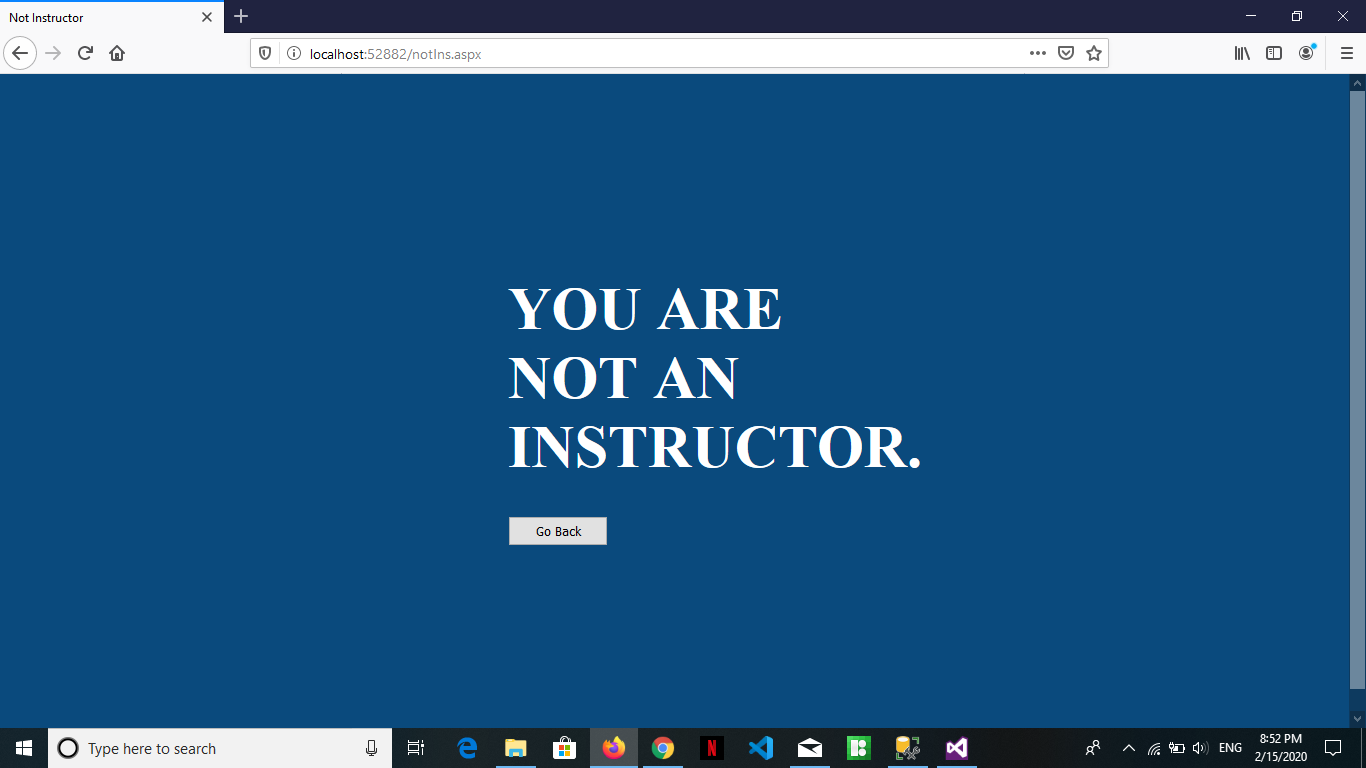 Not Instructor
localhost:52882/notIns.aspx
YOU ARE
NOT AN
INSTRUCTOR.
Go Back
Type here to search
N
ENG
8:52 PM
2/15/2020